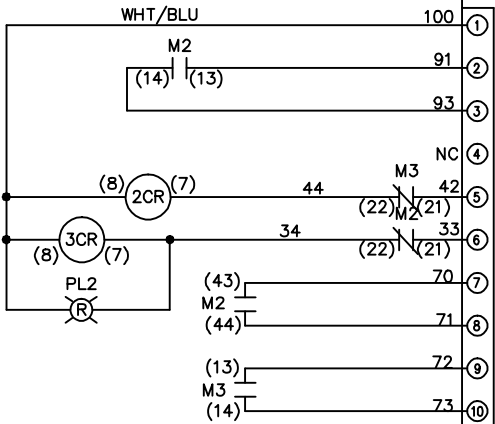 WHT/BLU 100 1
M2
91 2
(14) (13)
93 3
NC 4
M3
(8) 2CR (7) 44 42 5
(22) (21)
M2
3CR 34 33 6
(8) (7) (22) (21)
PL2
R
(43) 70 7
M2
(44) 71 8
(13) 72 9
M3
(14) 73 10